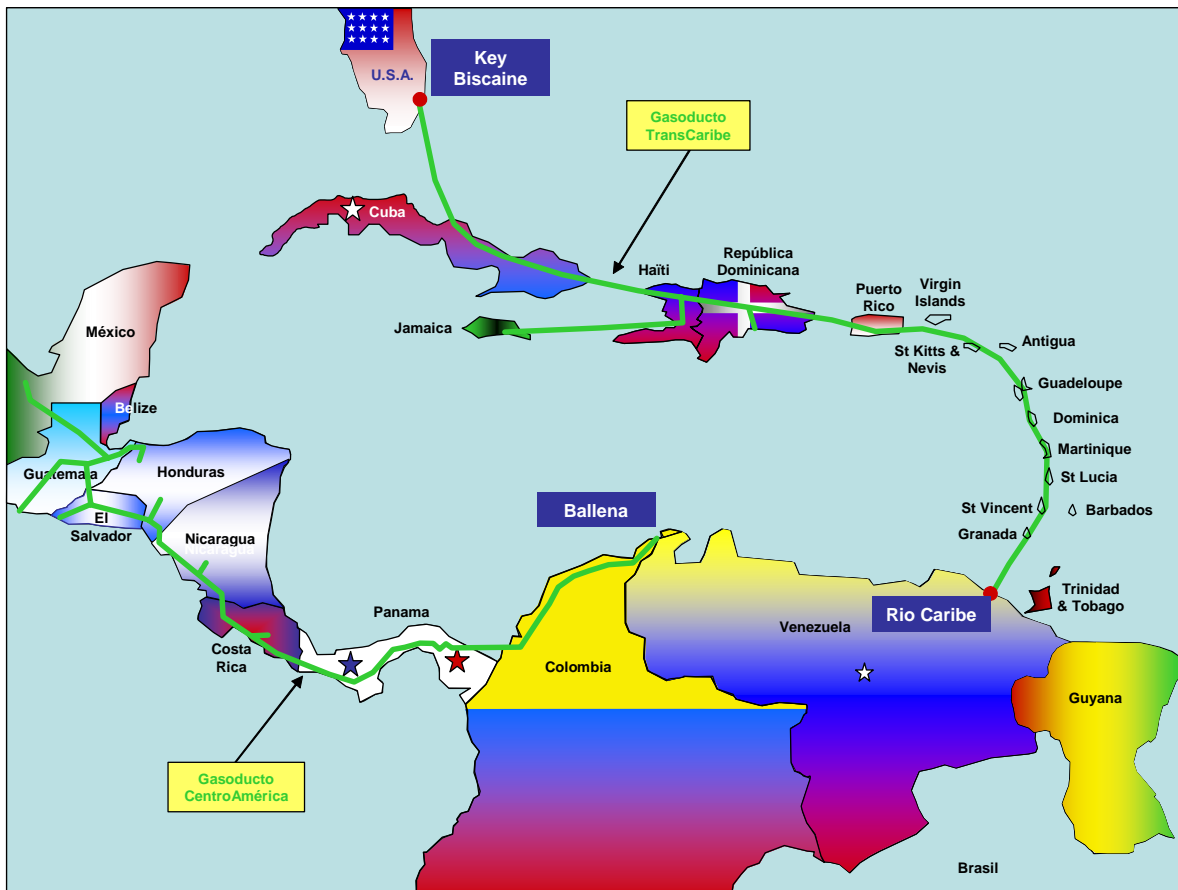 U.S.A.
Key
Biscaine
Gasoducto
TransCaribe
Cuba
Haïti
República
Dominicana
Puerto
Rico
Virgin
Islands
Jamaica
St Kitts &
Nevis
Antigua
México
Guadeloupe
Belize
Dominica
Martinique
Guatemala
Honduras
St Lucia
Ballena
St Vincent
Barbados
El
Salvador
Nicaragua
Nicaragua
Granada
Trinidad
& Tobago
Panama
Rio Caribe
Venezuela
Costa
Rica
Colombia
Guyana
Gasoducto
CentroAmérica
Brasil